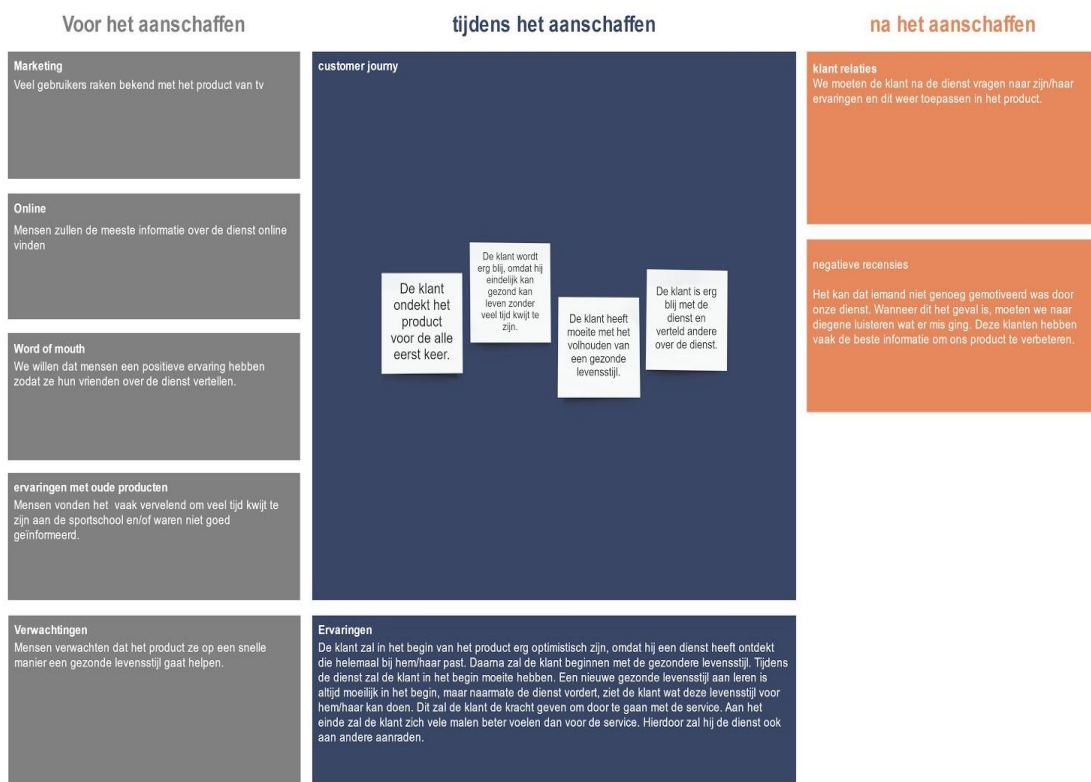 Voor het aanschaffen
Marketing
Veel gebruikers raken bekend met het product van tv
Online
Mensen zullen de meeste informatie over de dienst online
vinden
Word of mouth
We willen dat mensen een positieve ervaring hebben
zodat ze hun vrienden over de dienst vertellen.
ervaringen met oude producten
Mensen vonden het vaak vervelend om veel tijd kwijt te
zijn aan de sportschool en/of waren niet goed
geïnformeerd.
Verwachtingen
Mensen verwachten dat het product ze op een snelle
manier een gezonde levensstijl gaat helpen.
tijdens het aanschaffen
customer journy
De klant
ondekt het
product
voor de alle
eerst keer.
De klant wordt
erg blij, omdat hij
eindelijk kan
gezond kan
leven zonder
veel tijd kwijt te
zijn.
De klant heeft
moeite met het
volhouden van
een gezonde
levensstijl.
De klant is erg
blij met de
dienst en
verteld andere
over de dienst.
Ervaringen
De klant zal in het begin van het product erg optimistisch zijn, omdat hij een dienst heeft ontdekt
die helemaal bij hem/haar past. Daarna zal de klant beginnen met de gezondere levensstijl. Tijdens
de dienst zal de klant in het begin moeite hebben. Een nieuwe gezonde levensstijl aan leren is
altijd moeilijk in het begin, maar naarmate de dienst vordert, ziet de klant wat deze levensstijl voor
hem/haar kan doen. Dit zal de klant de kracht geven om door te gaan met de service. Aan het
einde zal de klant zich vele malen beter voelen dan voor de service. Hierdoor zal hij de dienst ook
aan andere aanraden.
na het aanschaffen
klant relaties
We moeten de klant na de dienst vragen naar zijn/haar
ervaringen en dit weer toepassen in het product.
negatieve recensies
Het kan dat iemand niet genoeg gemotiveerd was door
onze dienst. Wanneer dit het geval is, moeten we naar
diegene luisteren wat er mis ging. Deze klanten hebben
vaak de beste informatie om ons product te verbeteren.